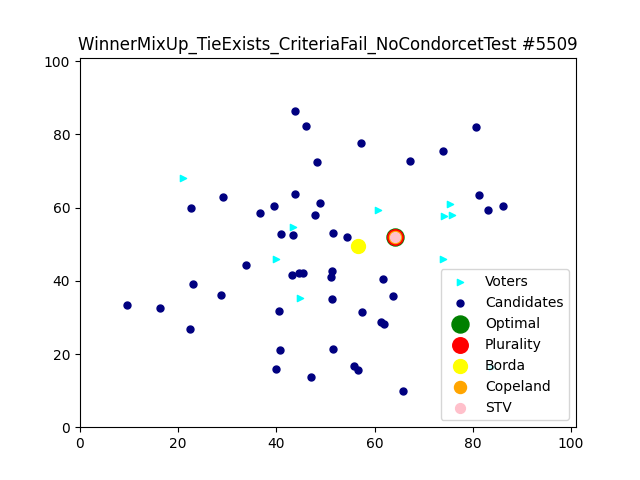 WinnerMixUp_TieExists_CriteriaFail_NoCondorcetTest #5509
100
80
60
40
20
0
0 20 40 60 80 100
Voters
Candidates
Optimal
Plurality
Borda
Copeland
STV